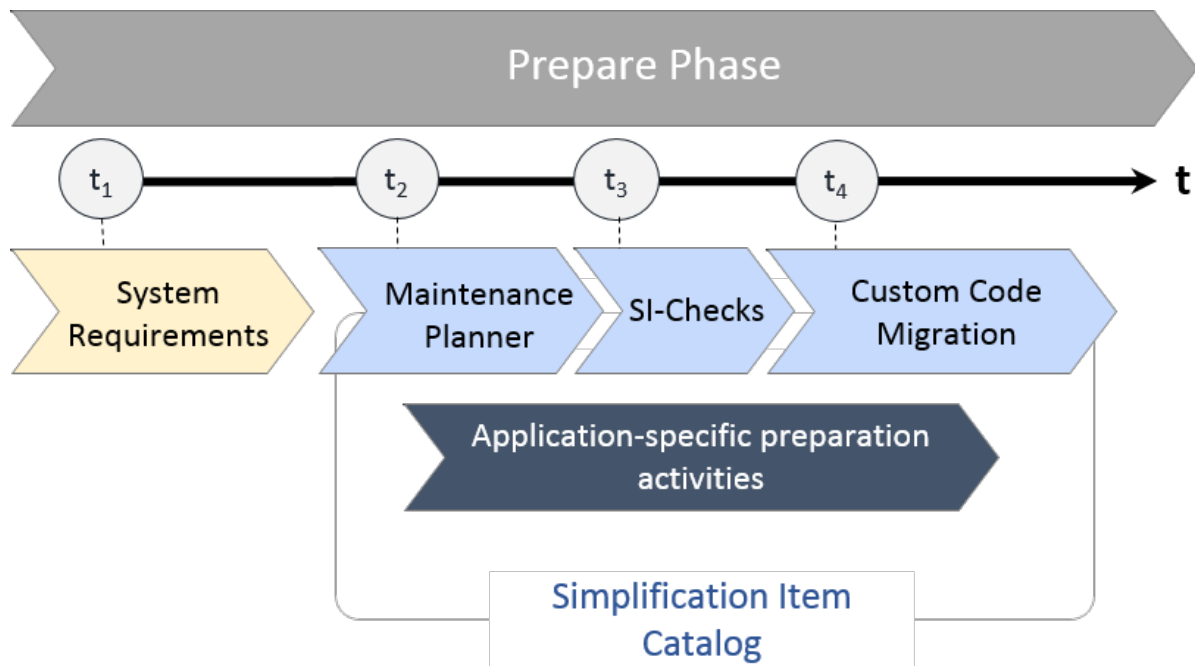 Prepare Phase
t1
t2
t3
t4
t
System
Requirements
Maintenance
Planner
SI-Checks
Custom Code
Migration
Application-specific preparation
activities
Simplification Item
Catalog